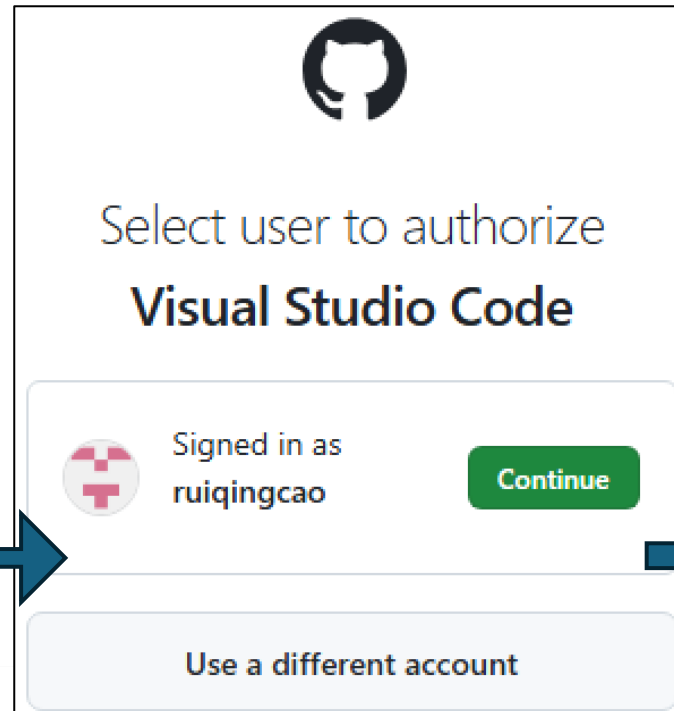 Select user to authorize
Visual Studio Code
Signed in as
ruiqingcao
Continue
Use a different account